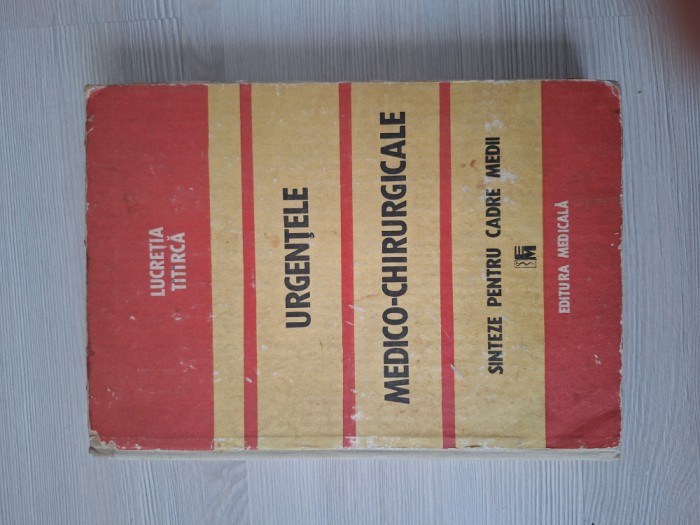 LUCREȚIA
TITIRCĂ
URGENȚELE
MEDICO-CHIRURGICALE
SINTEZE PENTRU CADRE MEDII
EDITURA MEDICALĂ